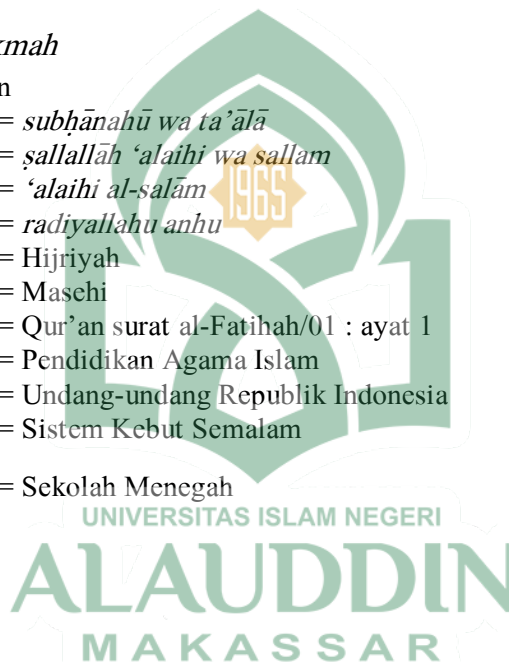 kmah
n
= subḥānahū wa ta’ālā
= ṣallallāh ‘alaihi wa sallam
= ‘alaihi al-salām
= radiyallahu anhu
= Hijriyah
= Masehi
= Qur’an surat al-Fatihah/01 : ayat 1
= Pendidikan Agama Islam
= Undang-undang Republik Indonesia
= Sistem Kebut Semalam
= Sekolah Menegah
1965
UNIVERSITAS ISLAM NEGERI
ALAUDDIN
MAKASSAR